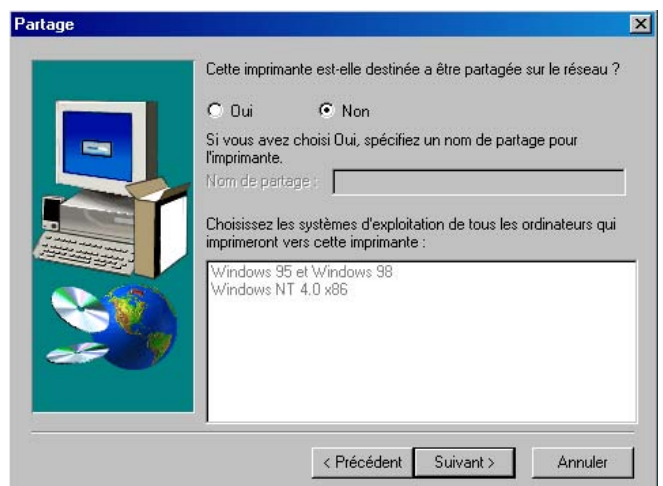 Partage
Cette imprimante est-elle destinée a être partagée sur le réseau ?
Oui
Non
Si vous avez choisi Oui, spécifiez un nom de partage pour
l'imprimante.
Nom de partage :
Choisissez les systèmes d'exploitation de tous les ordinateurs qui
imprimeront vers cette imprimante :
Windows 95 et Windows 98
Windows NT 4.0 x86
< Précédent
Suivant >
Annuler